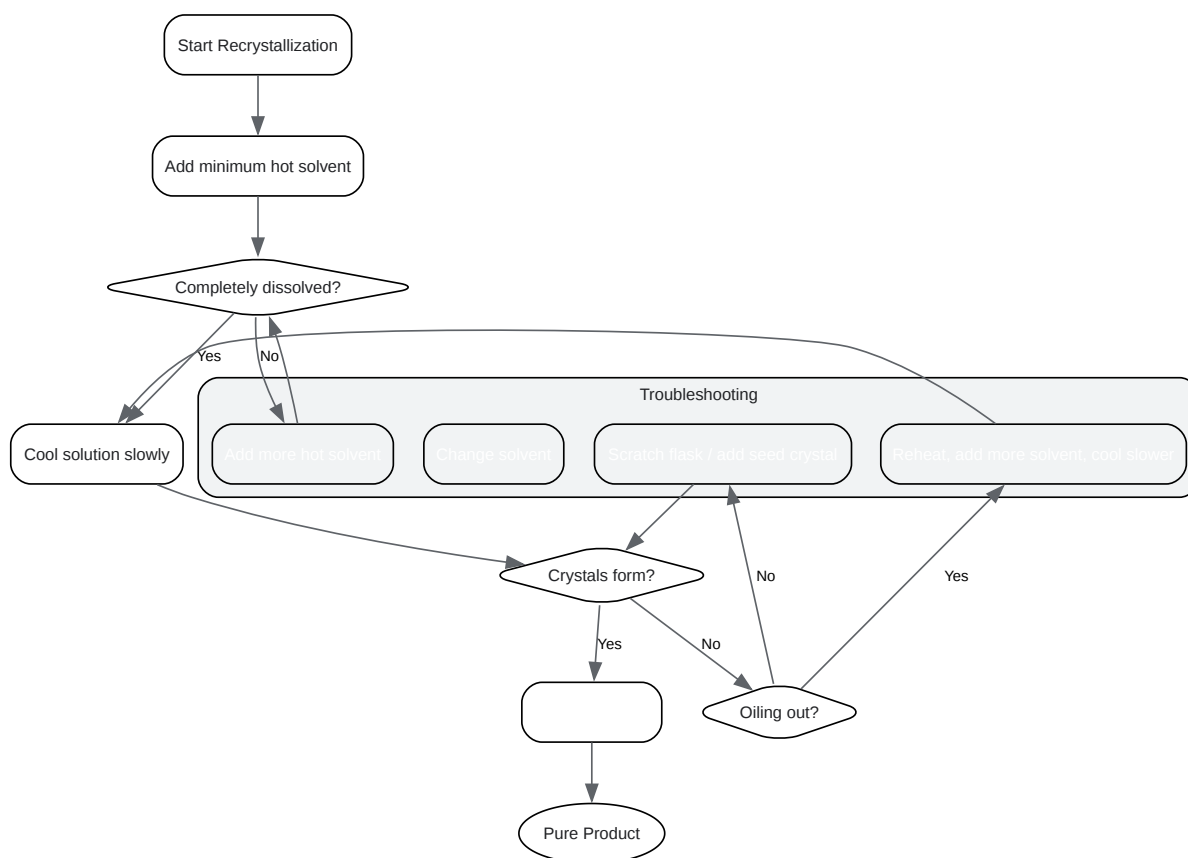 Start Recrystallization
Add minimum hot solvent
Completely dissolved?
Yes
No
Troubleshooting
Cool solution slowly
Add more hot solvent
Change solvent
Scratch flask / add seed crystal
Reheat, add more solvent, cool slower
Crystals form?
No
Yes
Yes
No
Oiling out?
Pure Product